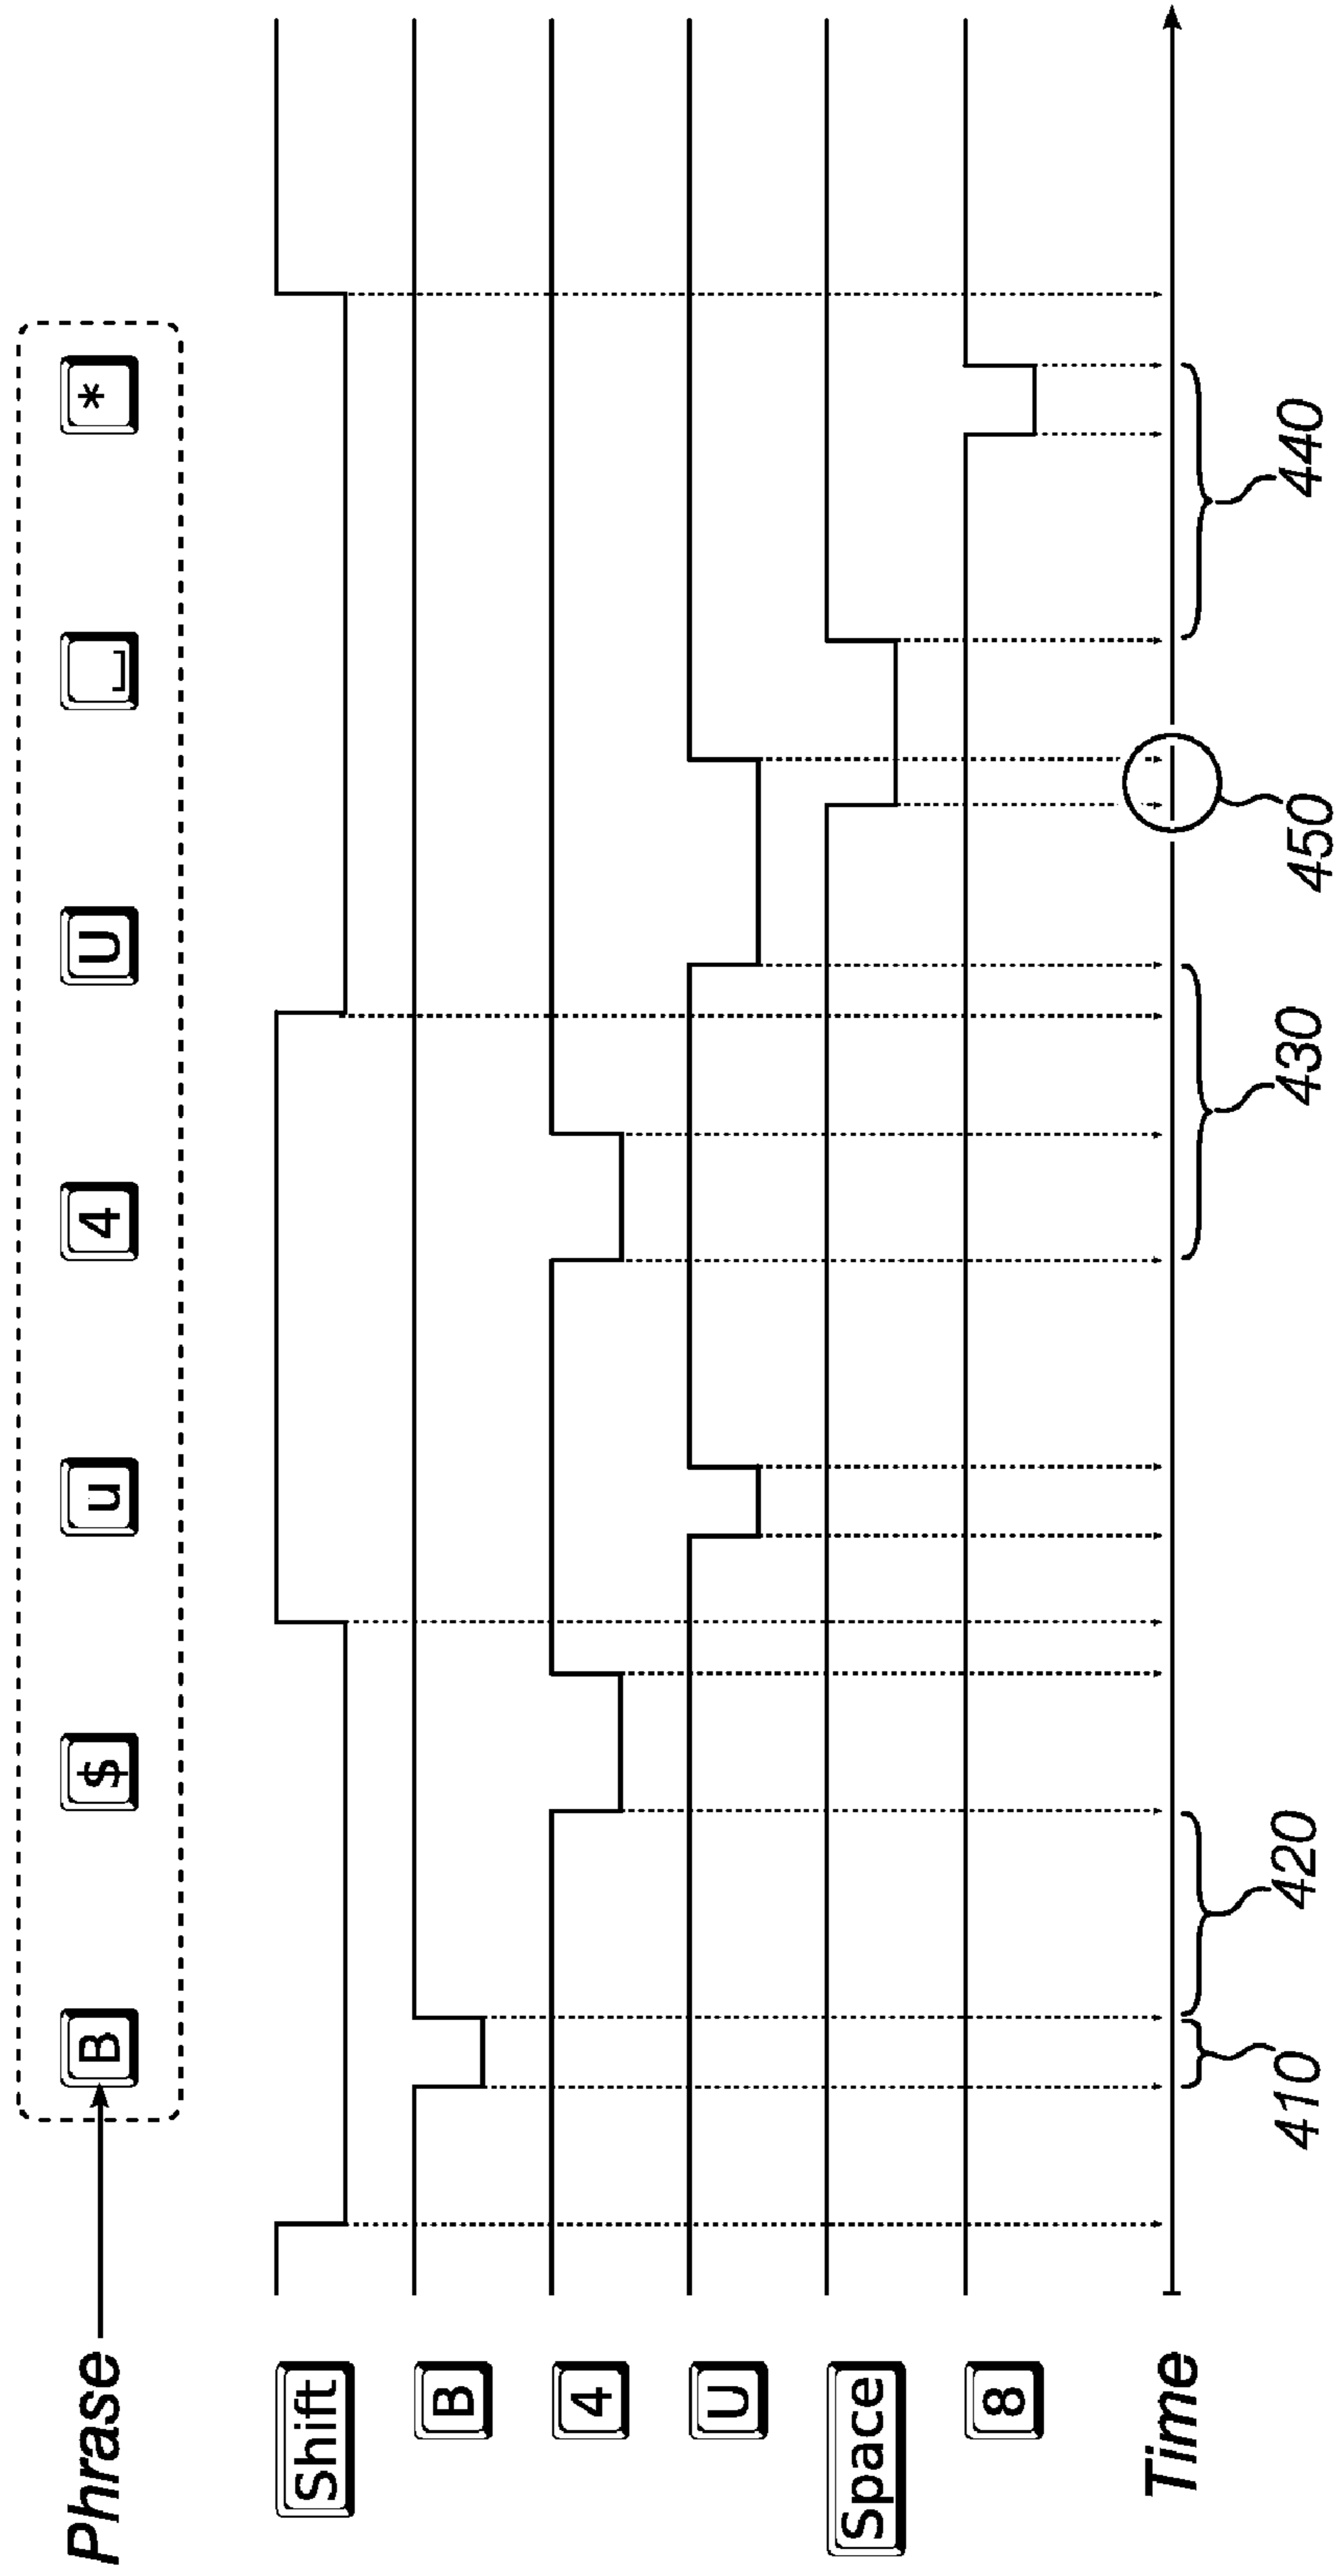 Phrase B $ u 4 U ⎵ *
Shift
B
4
U
Space
8
Time
410 420 430 450 440